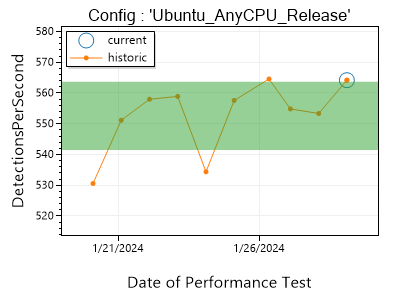 Config : 'Ubuntu_AnyCPU_Release'
580
570
560
550
540
530
520
DetectionsPerSecond
current
historic
1/21/2024
1/26/2024
Date of Performance Test